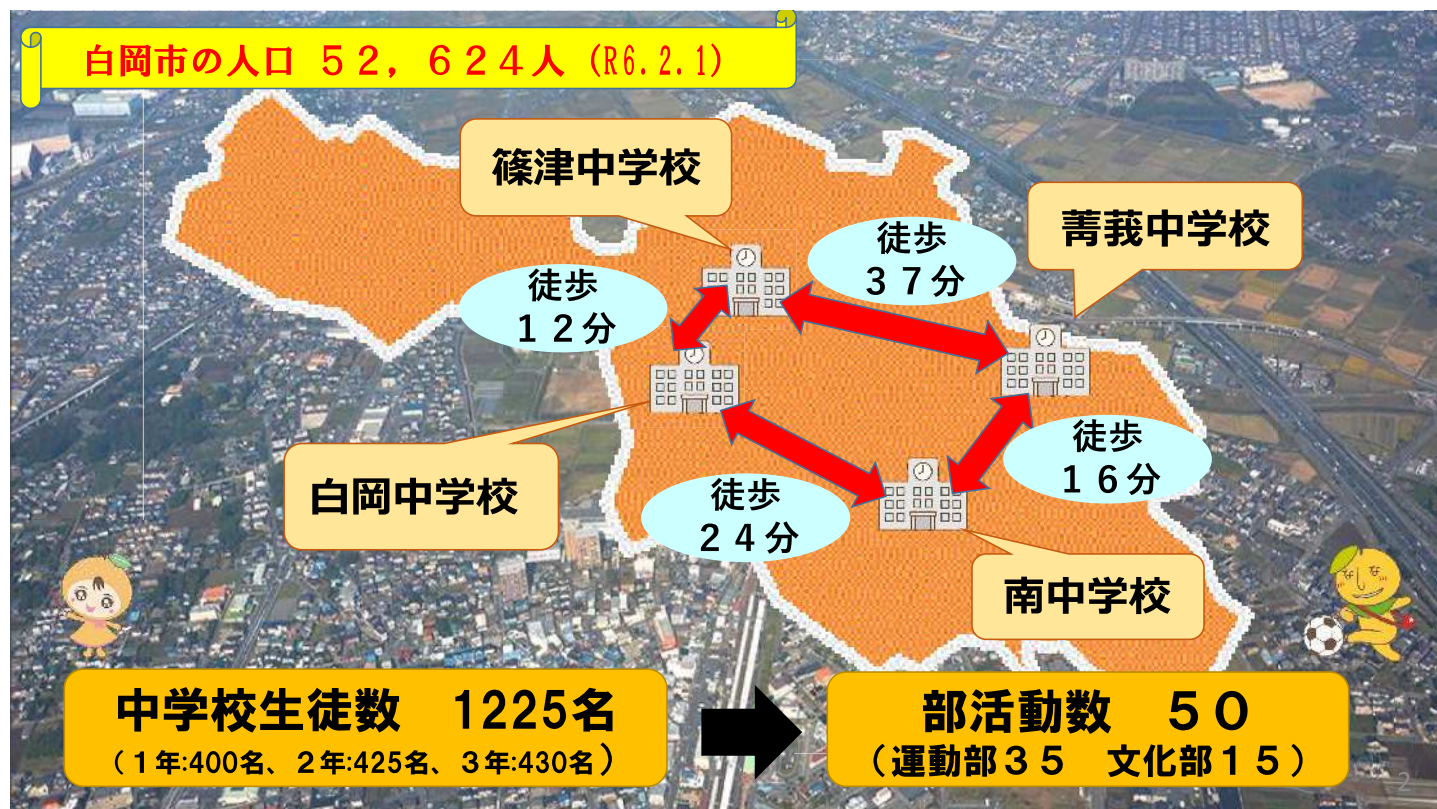 白岡市の人口 ５２，６２４人 (R6.2.1)
篠津中学校
菁莪中学校
徒歩
３７分
徒歩
１２分
徒歩
１６分
白岡中学校
徒歩
２４分
南中学校
中学校生徒数　1225名
（１年:400名、２年:425名、３年:430名）
部活動数　５０
（運動部３５　文化部１５）
2